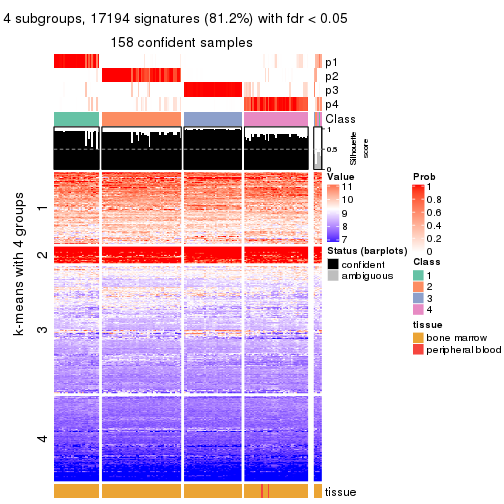 4 subgroups, 17194 signatures (81.2%) with fdr < 0.05
158 confident samples
p1
p2
p3
p4
Class
1
0.5
0
Silhouette
score
k-means with 4 groups
1
2
3
4
tissue
Value
11
10
9
8
7
Status (barplots)
confident
ambiguous
Prob
1
0.8
0.6
0.4
0.2
0
Class
1
2
3
4
tissue
bone marrow
peripheral blood